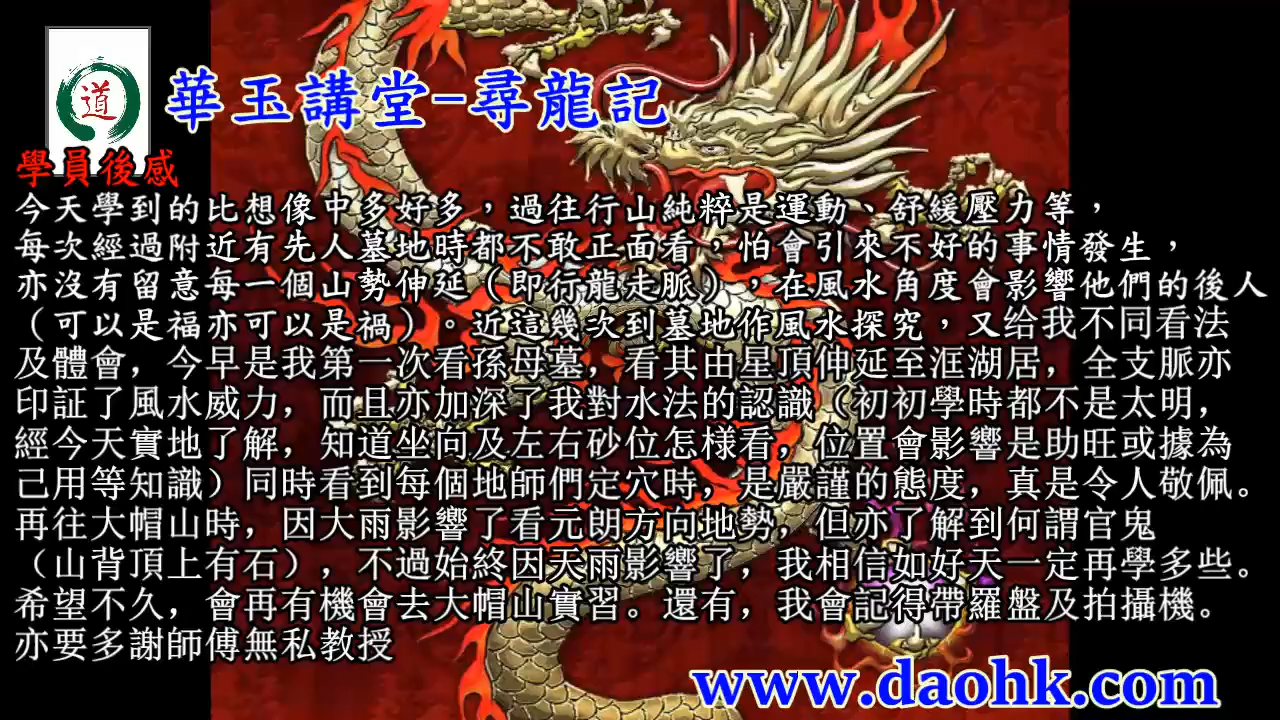 道
華玉講堂-尋龍記
學員後感
今天學到的比想像中多好多，過往行山純粹是運動、舒緩壓力等，
每次經過附近有先人墓地時都不敢正面看，怕會引來不好的事情發生，
亦沒有留意每一個山勢伸延（即行龍走脈），在風水角度會影響他們的後人
（可以是福亦可以是禍）。近這幾次到墓地作風水探究，又给我不同看法
及體會，今早是我第一次看孫母墓，看其由星頂伸延至洭湖居，全支脈亦
印証了風水威力，而且亦加深了我對水法的認識（初初學時都不是太明，
經今天實地了解，知道坐向及左右砂位怎樣看，位置會影響是助旺或據為
己用等知識）同時看到每個地師們定穴時，是嚴謹的態度，真是令人敬佩。
再往大帽山時，因大雨影響了看元朗方向地勢，但亦了解到何謂官鬼
（山背頂上有石），不過始終因天雨影響了，我相信如好天一定再學多些。
希望不久，會再有機會去大帽山實習。還有，我會記得帶羅盤及拍攝機。
亦要多謝師傅無私教授
www.daohk.com